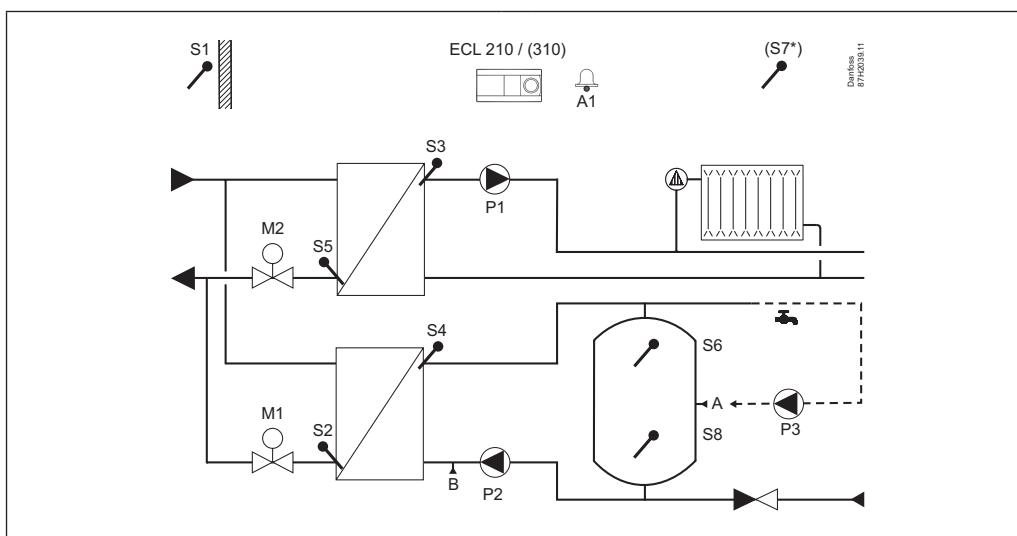 S1
ECL 210 / (310)
(S7*)
Danfoss
87H2039.11
A1
S3
P1
M2
S5
S4
S6
A
P3
S8
M1
S2
B
P2